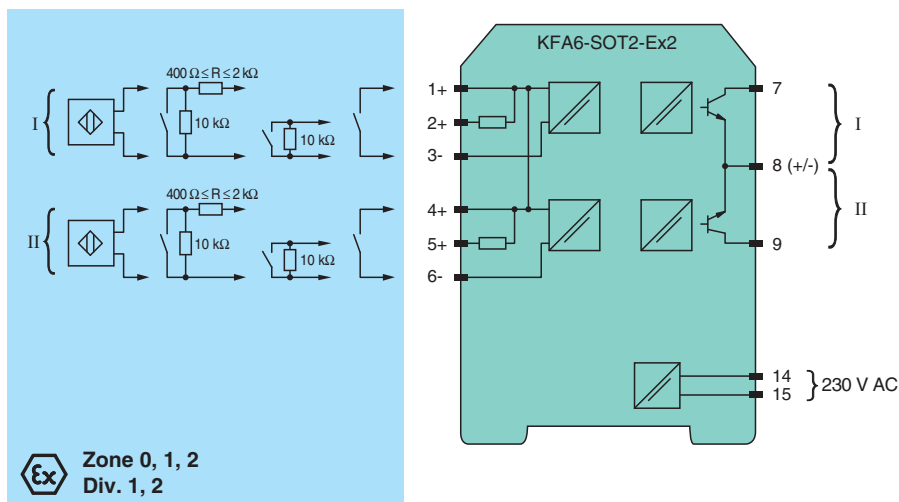 KFA6-SOT2-Ex2
400 Ω ≤ R ≤ 2 kΩ
I
10 kΩ
10 kΩ
400 Ω ≤ R ≤ 2 kΩ
II
10 kΩ
10 kΩ
1+
2+
3-
4+
5+
6-
7
I
8 (+/-)
II
9
14
15
230 V AC
Ex
Zone 0, 1, 2
Div. 1, 2